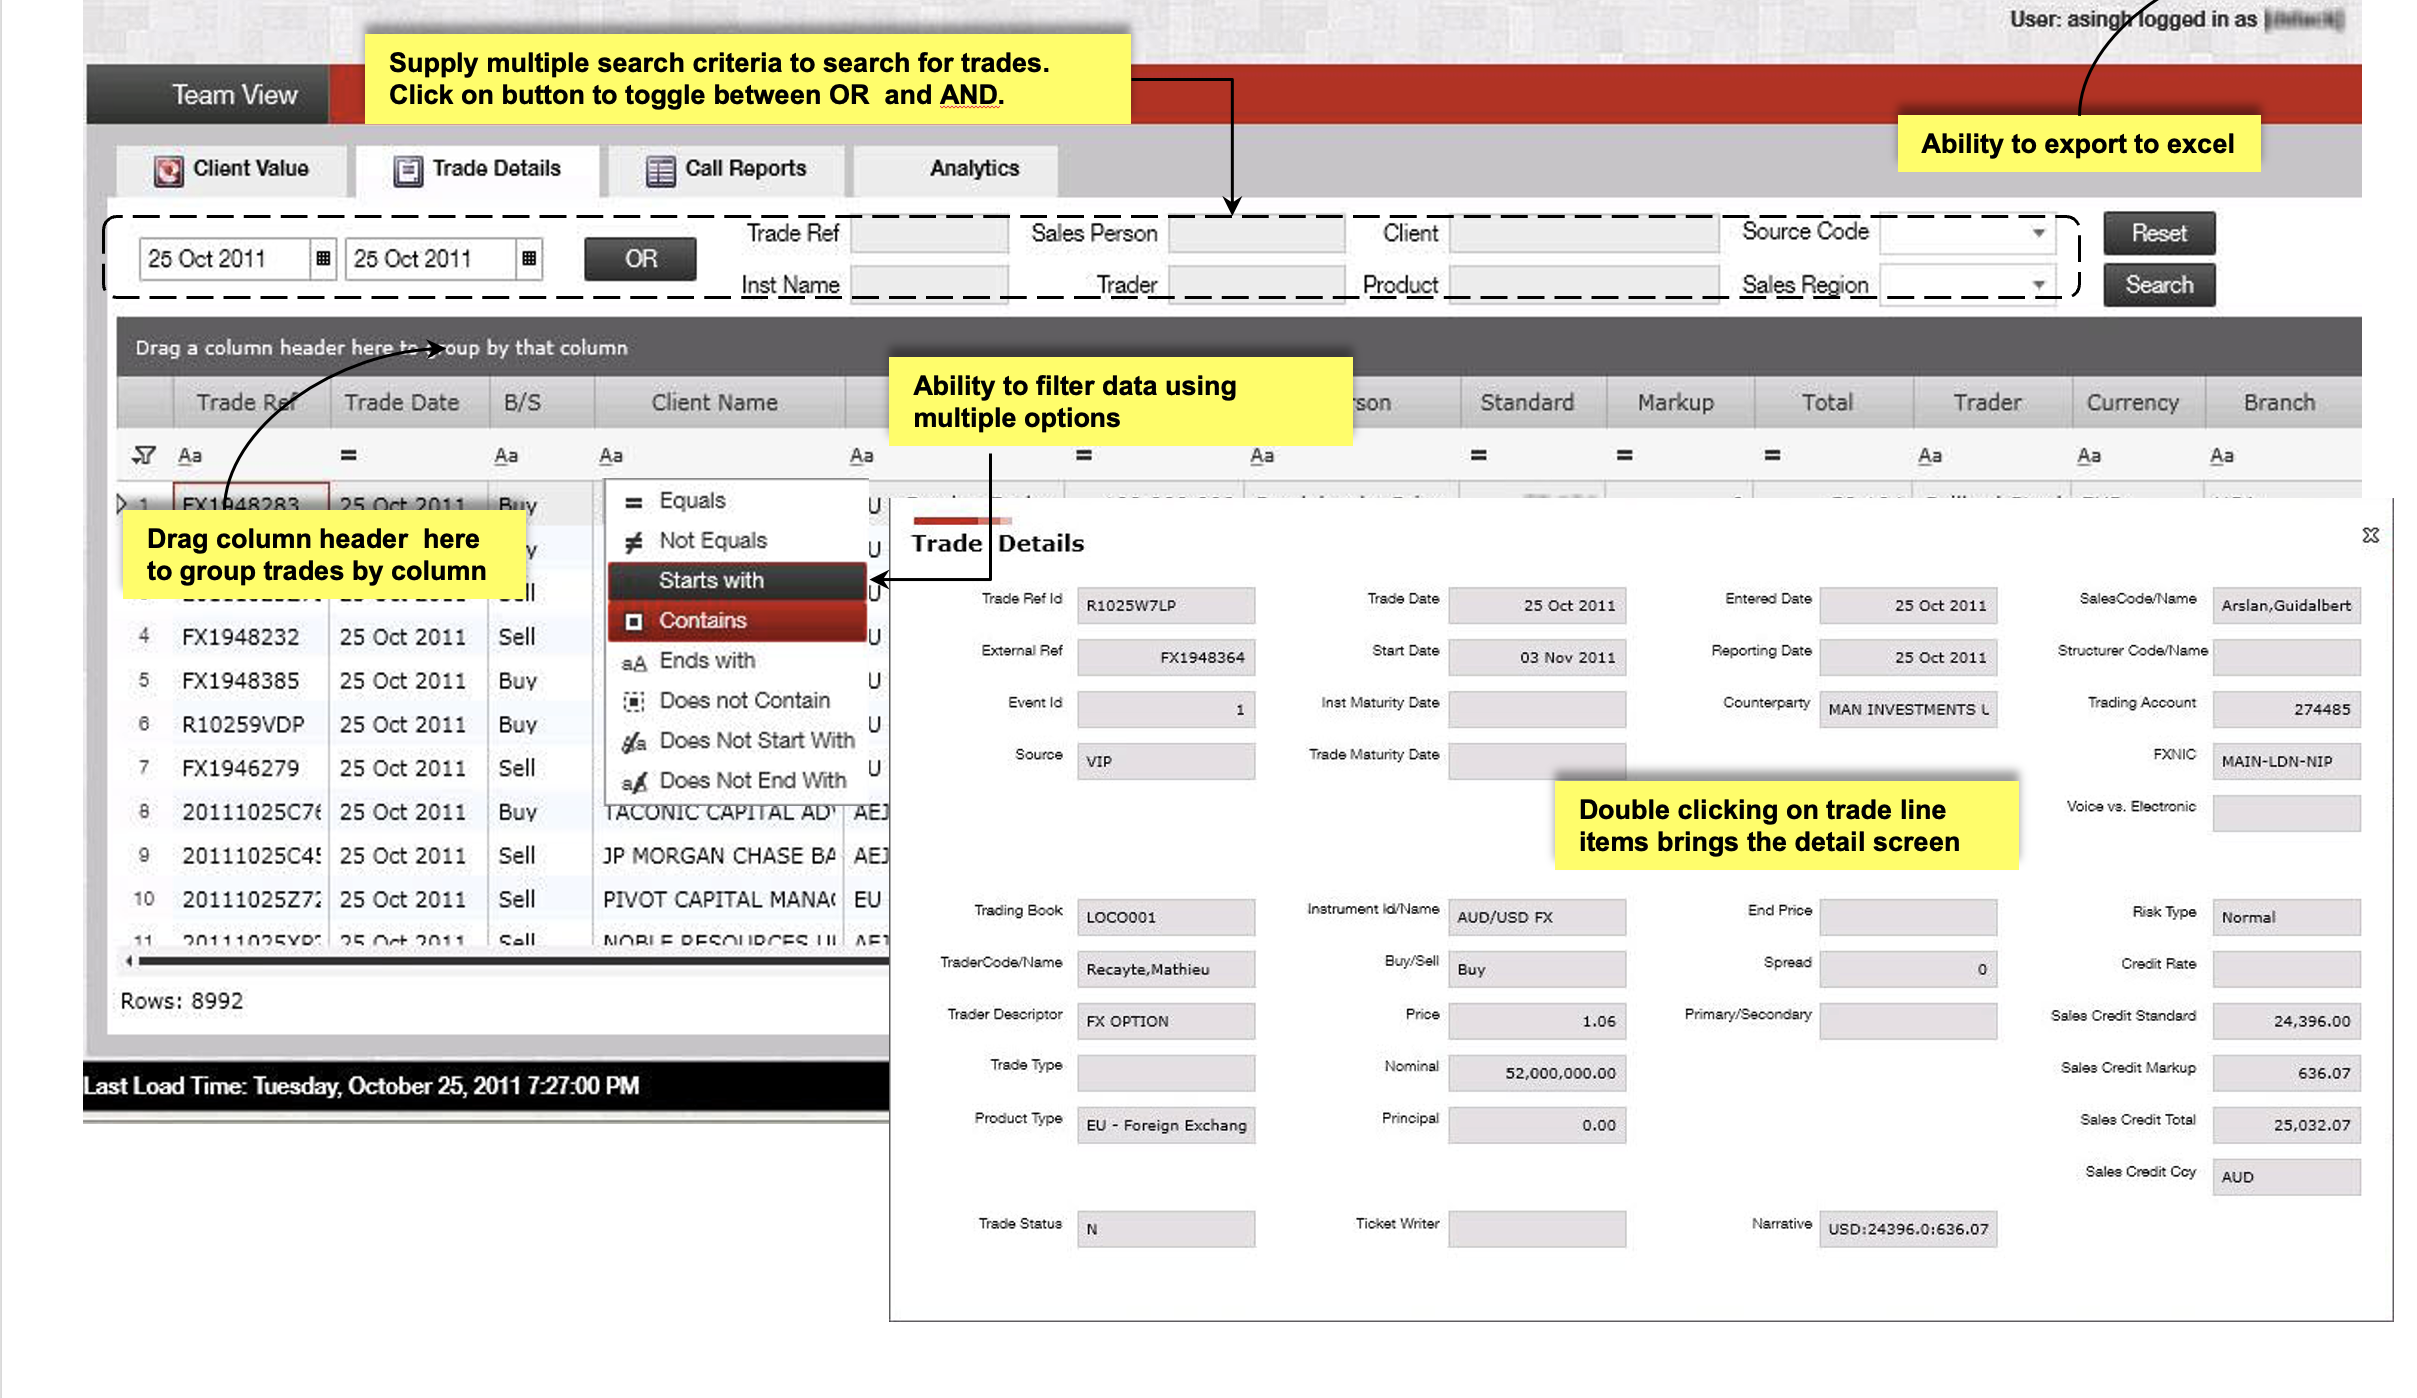 User: asingh logged in as
Supply multiple search criteria to search for trades.
Click on button to toggle between OR and AND.
Team View
Ability to export to excel
Client Value
Trade Details
Call Reports
Analytics
25 Oct 2011
25 Oct 2011
OR
Trade Ref
Sales Person
Client
Source Code
Reset
Inst Name
Trader
Product
Sales Region
Search
Drag a column header here to group by that column
Ability to filter data using
multiple options
Trade Ref
Trade Date
B/S
Client Name
son
Standard
Markup
Total
Trader
Currency
Branch
Aa = Aa Aa Aa = Aa = = = Aa Aa Aa
1 FX1948283 25 Oct 2011 Buy
Drag column header here
to group trades by column
= Equals
≠ Not Equals
Starts with
Contains
aA Ends with
Does not Contain
Does Not Start With
Does Not End With
4 FX1948232 25 Oct 2011 Sell U
5 FX1948385 25 Oct 2011 Buy U
6 R10259VDP 25 Oct 2011 Buy U
7 FX1946279 25 Oct 2011 Sell U
8 20111025C76 25 Oct 2011 Buy TACONIC CAPITAL AD AEJ
9 20111025C45 25 Oct 2011 Sell JP MORGAN CHASE BA AEJ
10 20111025Z72 25 Oct 2011 Sell PIVOT CAPITAL MANA EU
11 20111025XP 25 Oct 2011 Sell NOBLE RESOURCES AEJ
Rows: 8992
Last Load Time: Tuesday, October 25, 2011 7:27:00 PM
Trade Details
Trade Ref Id R1025W7LP
Trade Date 25 Oct 2011
Entered Date 25 Oct 2011
SalesCode/Name Arslan,Guidalbert
External Ref FX1948364
Start Date 03 Nov 2011
Reporting Date 25 Oct 2011
Structurer Code/Name
Event Id 1
Inst Maturity Date
Counterparty MAN INVESTMENTS L
Trading Account 274485
Source VIP
Trade Maturity Date
FXNIC MAIN-LDN-NIP
Double clicking on trade line
items brings the detail screen
Voice vs. Electronic
Trading Book LOCO001
Instrument Id/Name AUD/USD FX
End Price
Risk Type Normal
TraderCode/Name Recayte,Mathieu
Buy/Sell Buy
Spread 0
Credit Rate
Trader Descriptor FX OPTION
Price 1.06
Primary/Secondary
Sales Credit Standard 24,396.00
Trade Type
Nominal 52,000,000.00
Sales Credit Markup 636.07
Product Type EU - Foreign Exchang
Principal 0.00
Sales Credit Total 25,032.07
Sales Credit Ccy AUD
Trade Status N
Ticket Writer
Narrative USD:24396.0:636.07